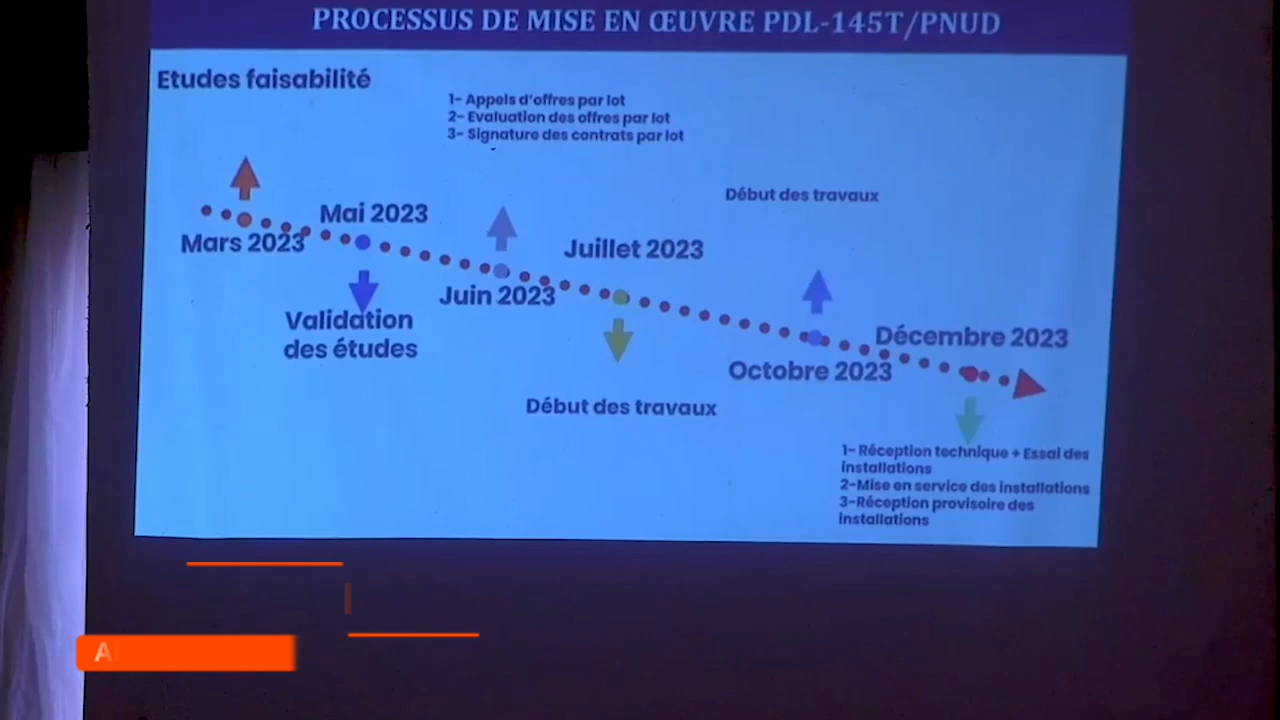 PROCESSUS DE MISE EN ŒUVRE PDL-145T/PNUD
Etudes faisabilité
1- Appels d'offres par lot
2- Evaluation des offres par lot
3- Signature des contrats par lot
Début des travaux
Mai 2023
Mars 2023
Juillet 2023
Juin 2023
Validation
des études
Décembre 2023
Octobre 2023
Début des travaux
1- Réception technique + Essai des
installations
2-Mise en service des installations
3-Réception provisoire des
installations
A